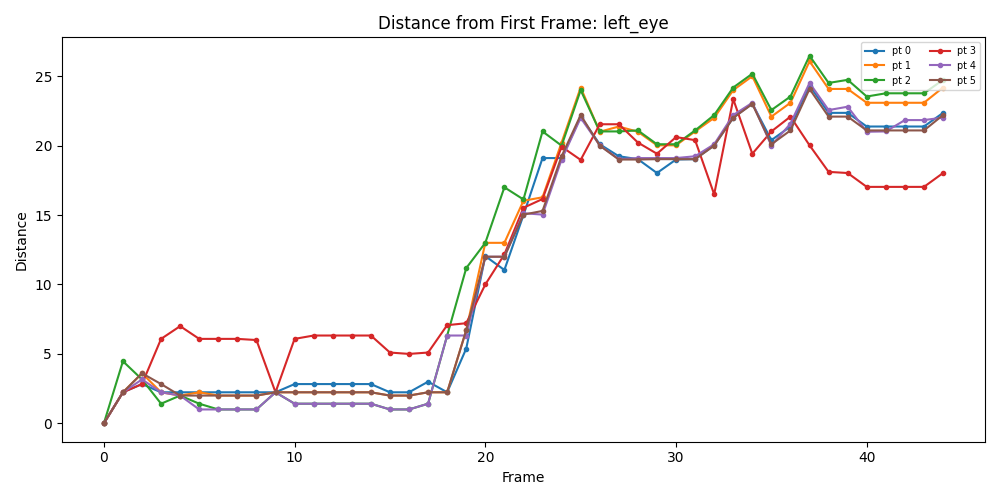 Distance from First Frame: left_eye
pt 0 pt 3
pt 1 pt 4
pt 2 pt 5
25
20
15
10
5
0
Distance
0 10 20 30 40
Frame